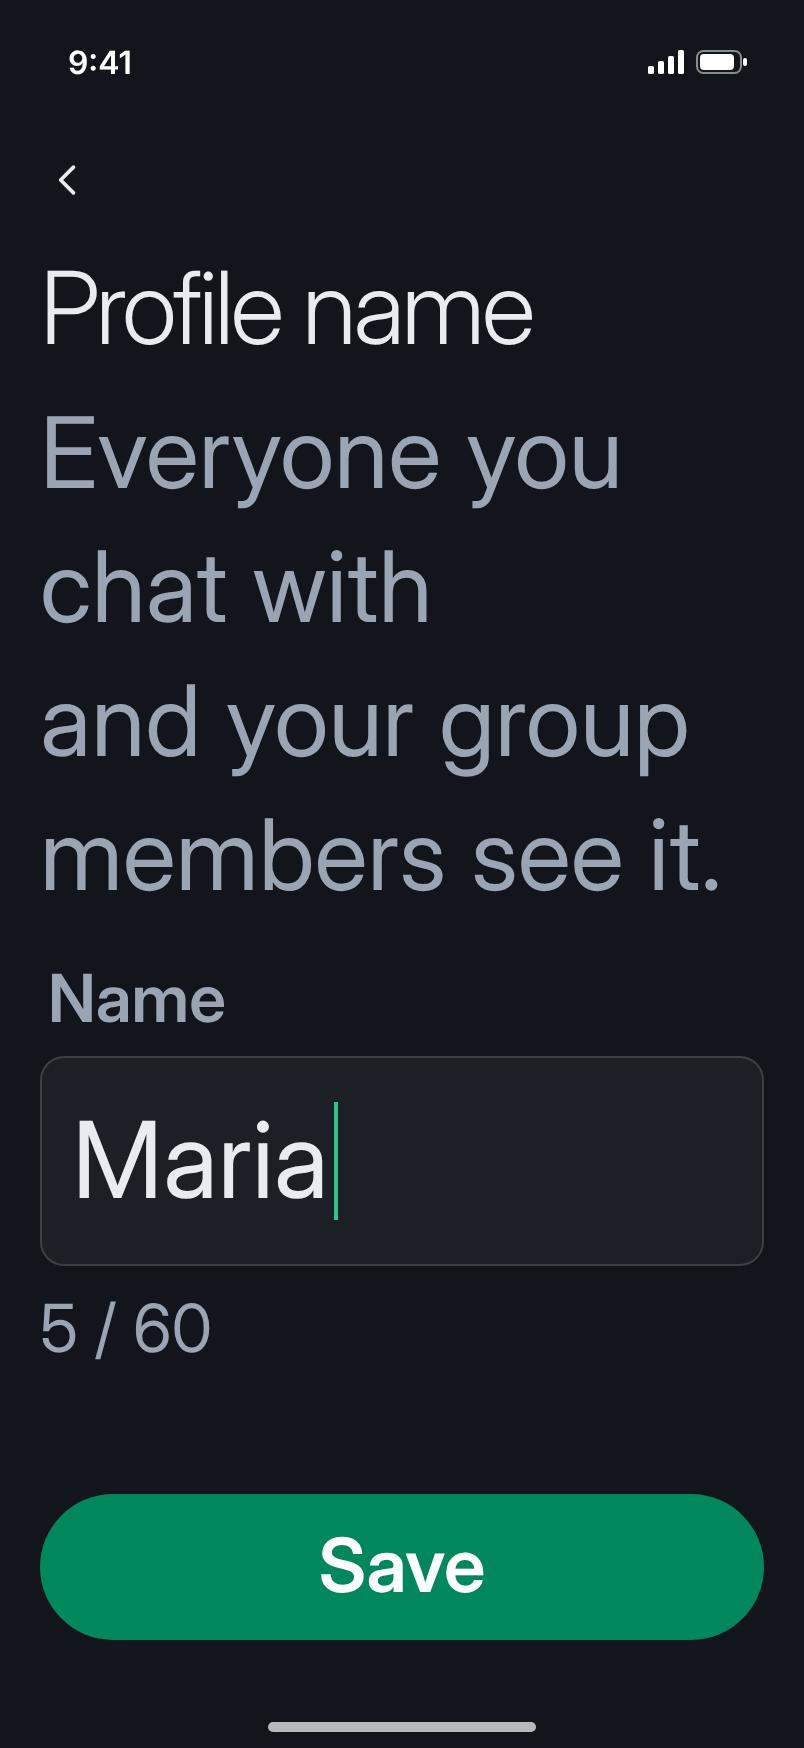 9:41
Profile name
Everyone you
chat with
and your group
members see it.
Name
Maria
5 / 60
Save